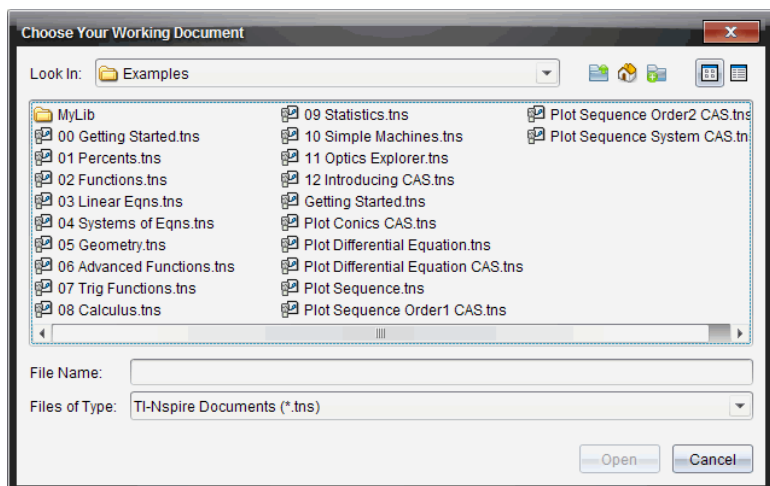 Choose Your Working Document
Look In: Examples
MyLib
00 Getting Started.tns
01 Percents.tns
02 Functions.tns
03 Linear Eqns.tns
04 Systems of Eqns.tns
05 Geometry.tns
06 Advanced Functions.tns
07 Trig Functions.tns
08 Calculus.tns
09 Statistics.tns
10 Simple Machines.tns
11 Optics Explorer.tns
12 Introducing CAS.tns
Getting Started.tns
Plot Conics CAS.tns
Plot Differential Equation.tns
Plot Differential Equation CAS.tns
Plot Sequence.tns
Plot Sequence Order1 CAS.tns
Plot Sequence Order2 CAS.tns
Plot Sequence System CAS.tn
File Name:
Files of Type: TI-Nspire Documents (*.tns)
Open Cancel